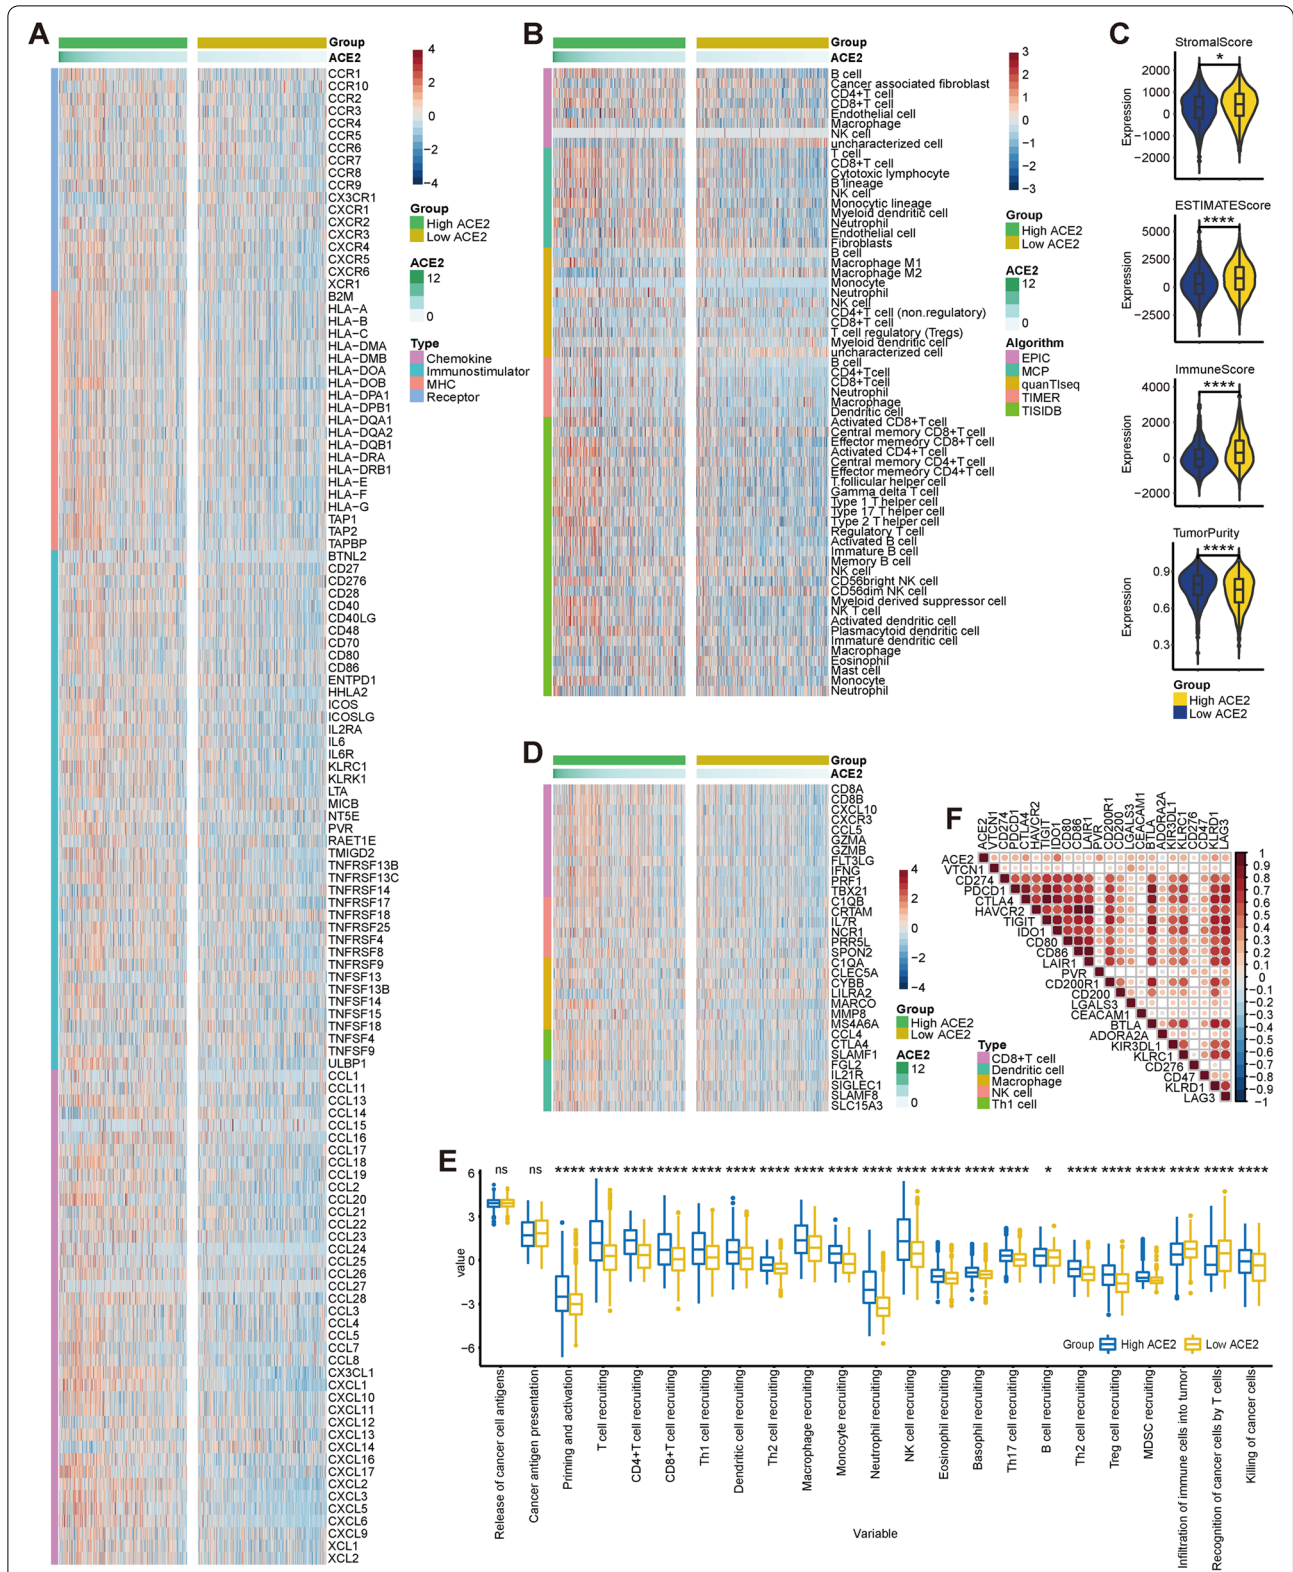 A
Group
ACE2
CCR1
CCR10
CCR2
CCR3
CCR4
CCR5
CCR6
CCR7
CCR8
CCR9
CX3CR1
CXCR1
CXCR2
CXCR3
CXCR4
CXCR5
CXCR6
XCR1
B2M
HLA−A
HLA−B
HLA−C
HLA−DMA
HLA−DMB
HLA−DOA
HLA−DOB
HLA−DPA1
HLA−DPB1
HLA−DQA1
HLA−DQA2
HLA−DQB1
HLA−DRA
HLA−DRB1
HLA−E
HLA−F
HLA−G
TAP1
TAP2
TAPBP
BTNL2
CD27
CD276
CD28
CD40
CD40LG
CD48
CD70
CD80
CD86
ENTPD1
HHLA2
ICOS
ICOSLG
IL2RA
IL6
IL6R
KLRC1
KLRK1
LTA
MICB
NT5E
PVR
RAET1E
TMIGD2
TNFRSF13B
TNFRSF13C
TNFRSF14
TNFRSF17
TNFRSF18
TNFRSF25
TNFRSF4
TNFRSF8
TNFRSF9
TNFSF13
TNFSF13B
TNFSF14
TNFSF15
TNFSF18
TNFSF4
TNFSF9
ULBP1
CCL1
CCL11
CCL13
CCL14
CCL15
CCL16
CCL17
CCL18
CCL19
CCL2
CCL20
CCL21
CCL22
CCL23
CCL24
CCL25
CCL26
CCL27
CCL28
CCL3
CCL4
CCL5
CCL7
CCL8
CX3CL1
CXCL1
CXCL10
CXCL11
CXCL12
CXCL13
CXCL14
CXCL16
CXCL17
CXCL2
CXCL3
CXCL5
CXCL6
CXCL9
XCL1
XCL2
4
2
0
−2
−4
Group
High ACE2
Low ACE2
ACE2
12
0
Type
Chemokine
Immunostimulator
MHC
Receptor
B
Group
ACE2
B cell
Cancer associated fibroblast
CD4+T cell
CD8+T cell
Endothelial cell
Macrophage
NK cell
uncharacterized cell
T cell
CD8+T cell
Cytotoxic lymphocyte
B lineage
NK cell
Monocytic lineage
Myeloid dendritic cell
Neutrophil
Endothelial cell
Fibroblasts
B cell
Macrophage M1
Macrophage M2
Monocyte
Neutrophil
NK cell
CD4+T cell (non.regulatory)
CD8+T cell
T cell regulatory (Tregs)
Myeloid dendritic cell
uncharacterized cell
B cell
CD4+Tcell
CD8+Tcell
Neutrophil
Macrophage
Dendritic cell
Activated CD8+T cell
Central memory CD8+T cell
Effector memeory CD8+T cell
Activated CD4+T cell
Central memory CD4+T cell
Effector memeory CD4+T cell
T.follicular helper cell
Gamma delta T cell
Type 1 T helper cell
Type 17 T helper cell
Type 2 T helper cell
Regulatory T cell
Activated B cell
Immature B cell
Memory B cell
NK cell
CD56bright NK cell
CD56dim NK cell
Myeloid derived suppressor cell
NK T cell
Activated dendritic cell
Plasmacytoid dendritic cell
Immature dendritic cell
Macrophage
Eosinophil
Mast cell
Monocyte
Neutrophil
3
2
1
0
−1
−2
−3
Group
High ACE2
Low ACE2
ACE2
12
0
Algorithm
EPIC
MCP
quanTIseq
TIMER
TISIDB
C
StromalScore
*
2000
1000
0
−1000
−2000
Expression
ESTIMATEScore
****
5000
2500
0
−2500
Expression
ImmuneScore
****
4000
2000
0
−2000
Expression
TumorPurity
****
0.9
0.6
0.3
Expression
Group
High ACE2
Low ACE2
D
Group
ACE2
CD8A
CD8B
CXCL10
CXCR3
CCL5
GZMA
GZMB
FLT3LG
IFNG
PRF1
TBX21
C1QB
CRTAM
IL7R
NCR1
PRR5L
SPON2
C1QA
CLEC5A
CYBB
LILRA2
MARCO
MMP8
MS4A6A
CCL4
CTLA4
SLAMF1
FGL2
IL21R
SIGLEC1
SLAMF8
SLC15A3
4
2
0
−2
−4
Group
High ACE2
Low ACE2
ACE2
12
0
Type
CD8+T cell
Dendritic cell
Macrophage
NK cell
Th1 cell
F
ACE2
VTCN1
CD274
PDCD1
CTLA4
HAVCR2
TIGIT
IDO1
CD80
CD86
LAIR1
PVR
CD200R1
CD200
LGALS3
CEACAM1
BTLA
ADORA2A
KIR3DL1
KLRC1
CD276
CD47
KLRD1
LAG3
ACE2
VTCN1
CD274
PDCD1
CTLA4
HAVCR2
TIGIT
IDO1
CD80
CD86
LAIR1
PVR
CD200R1
CD200
LGALS3
CEACAM1
BTLA
ADORA2A
KIR3DL1
KLRC1
CD276
CD47
KLRD1
LAG3
1
0.9
0.8
0.7
0.6
0.5
0.4
0.3
0.2
0.1
0
−0.1
−0.2
−0.3
−0.4
−0.5
−0.6
−0.7
−0.8
−0.9
−1
E
ns ns **** **** **** **** **** **** **** **** **** **** **** **** **** **** * **** **** **** **** **** ****
6
3
0
−3
−6
value
Group High ACE2 Low ACE2
Release of cancer cell antigens
Cancer antigen presentation
Priming and activation
T cell recruiting
CD4+T cell recruiting
CD8+T cell recruiting
Th1 cell recruiting
Dendritic cell recruiting
Th2 cell recruiting
Macrophage recruiting
Monocyte recruiting
Neutrophil recruiting
NK cell recruiting
Eosinophil recruiting
Basophil recruiting
Th17 cell recruiting
B cell recruiting
Th2 cell recruiting
Treg cell recruiting
MDSC recruiting
Infiltration of immune cells into tumor
Recognition of cancer cells by T cells
Killing of cancer cells
Variable